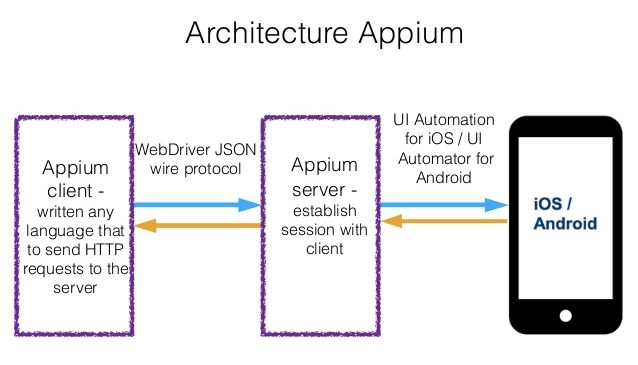 Architecture Appium
Appium
client -
written any
language that
to send HTTP
requests to the
server
WebDriver JSON
wire protocol
Appium
server -
establish
session with
client
UI Automation
for iOS / UI
Automator for
Android
iOS /
Android